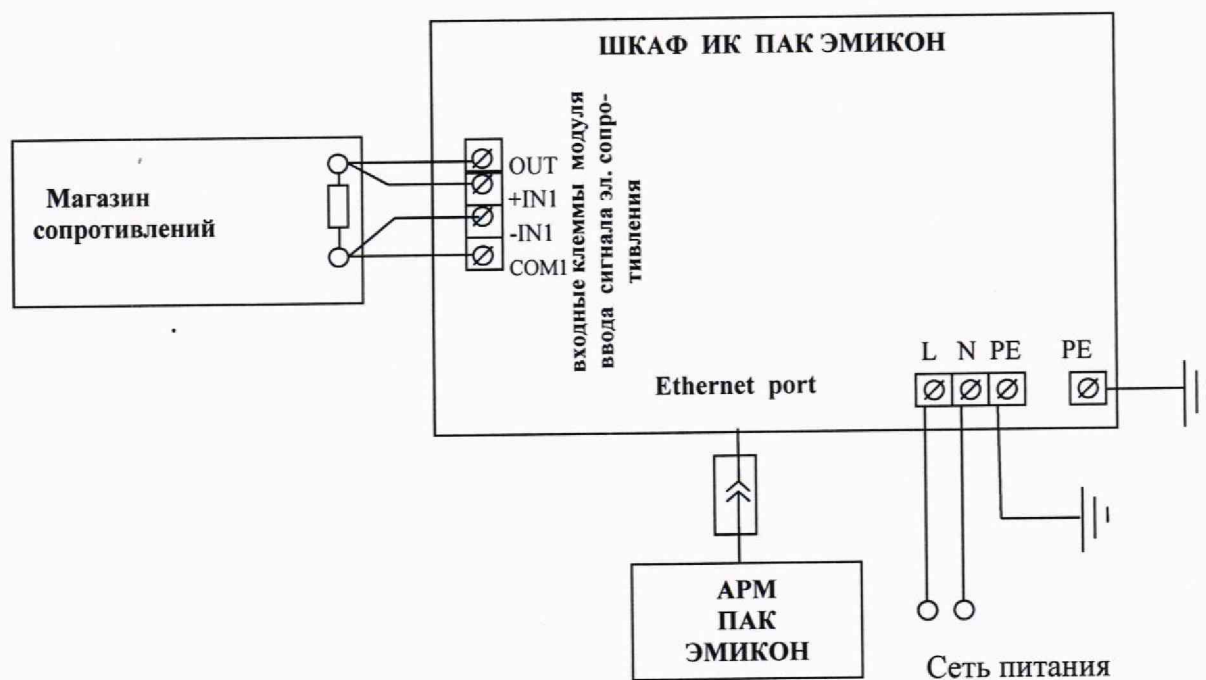 ШКАФ ИК ПАК ЭМИКОН
Магазин
сопротивлений
OUT
+IN1
-IN1
COM1
входные клеммы модуля
ввода сигнала эл. сопро-
тивления
L N PE PE
Ethernet port
АРМ
ПАК
ЭМИКОН
Сеть питания